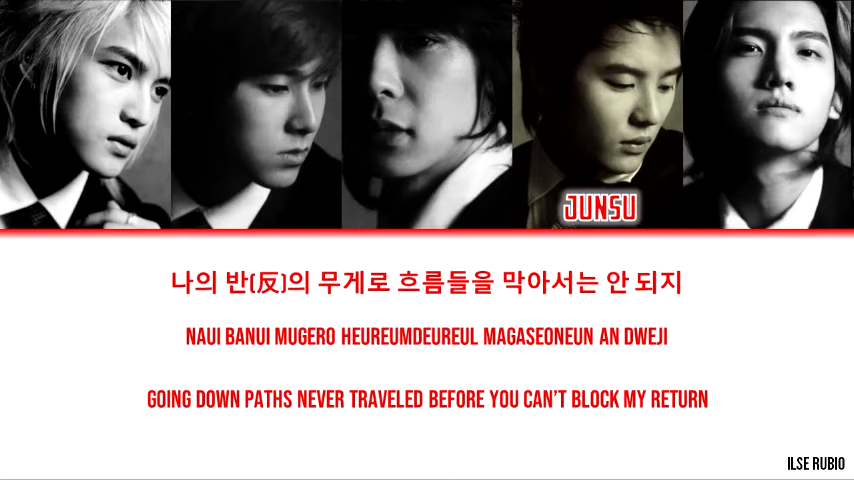 JUNSU
나의 반(反)의 무게로 흐름들을 막아서는 안 되지
NAUI BANUI MUGERO HEUREUMDEUREUL MAGASEONEUN AN DWEJI
GOING DOWN PATHS NEVER TRAVELED BEFORE YOU CAN'T BLOCK MY RETURN
ILSE RUBIO